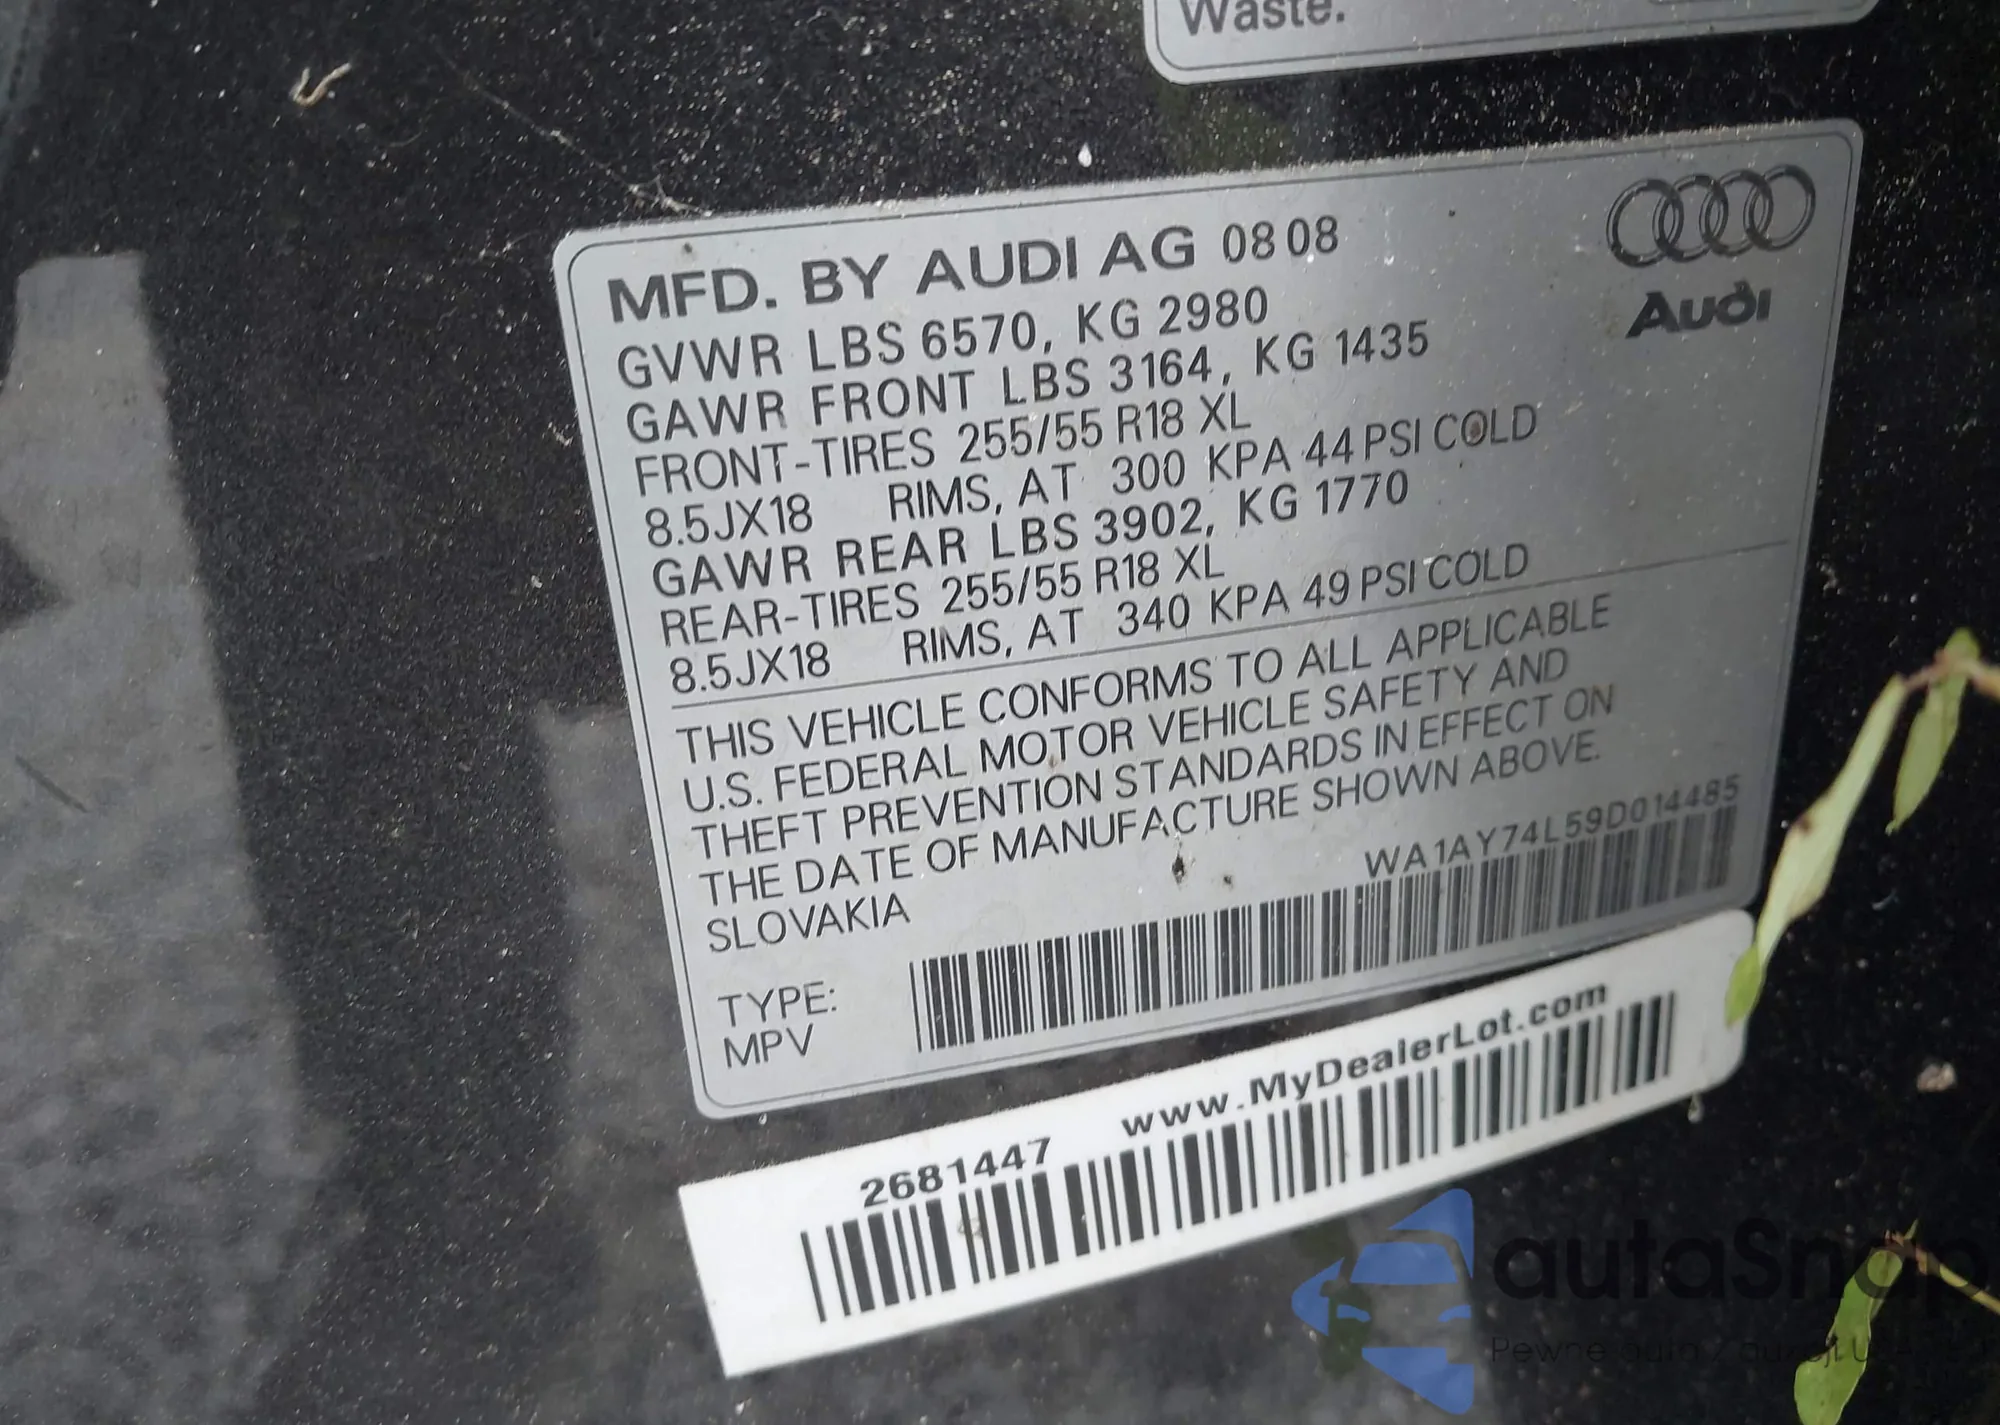 Waste.
MFD. BY AUDI AG 08 08
GVWR LBS 6570, KG 2980
GAWR FRONT LBS 3164, KG 1435
FRONT-TIRES 255/55 R18 XL
8.5JX18 RIMS, AT 300 KPA 44 PSI COLD
GAWR REAR LBS 3902, KG 1770
REAR-TIRES 255/55 R18 XL
8.5JX18 RIMS, AT 340 KPA 49 PSI COLD
Audi
THIS VEHICLE CONFORMS TO ALL APPLICABLE
U.S. FEDERAL MOTOR VEHICLE SAFETY AND
THEFT PREVENTION STANDARDS IN EFFECT ON
THE DATE OF MANUFACTURE SHOWN ABOVE.
SLOVAKIA
WA1AY74L59D014485
TYPE:
MPV
2681447 www.MyDealerLot.com
autaSnap
Pewne auta z aukcji